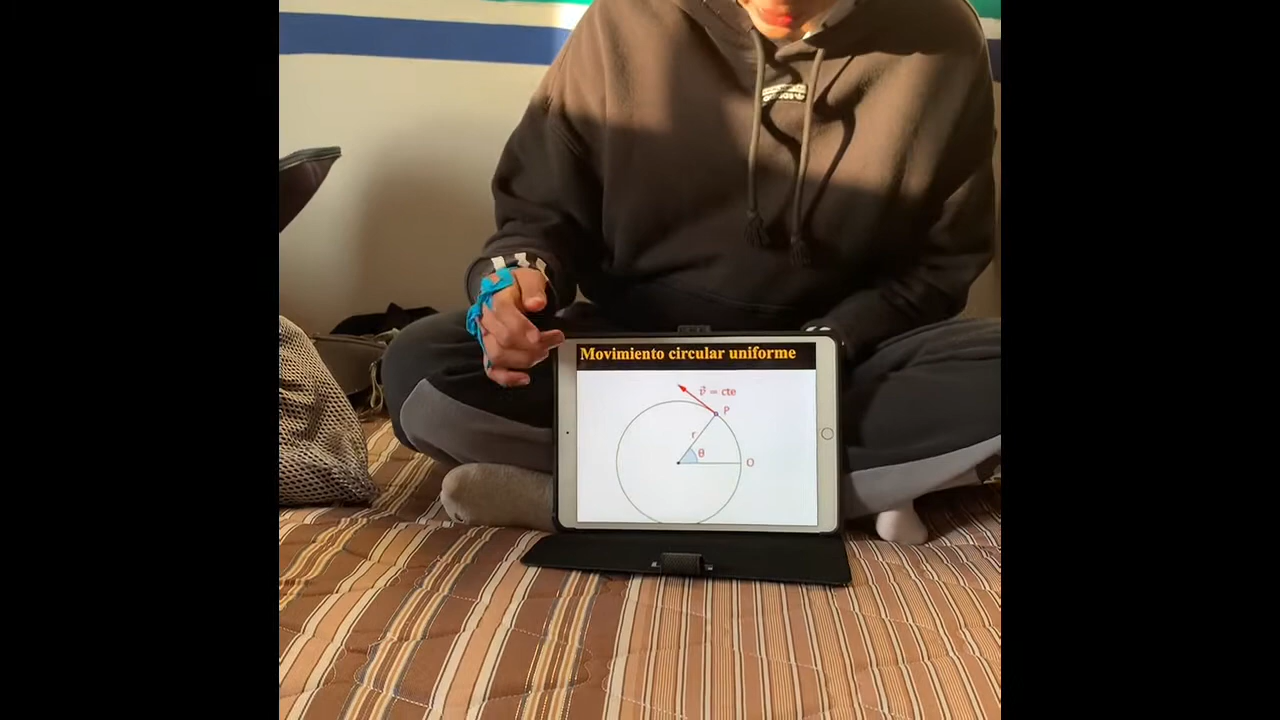 Movimiento circular uniforme
v⃗ = cte
P
r
θ
O